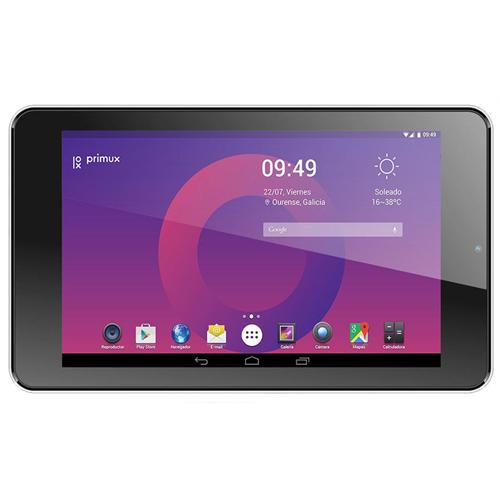 09:49
primux
09:49
22/07, Viernes
Ourense, Galicia
Soleado
16~38ºC
Google
Reproductor
Play Store
Navegador
E-mail
Galería
Cámara
Mapas
Calculadora